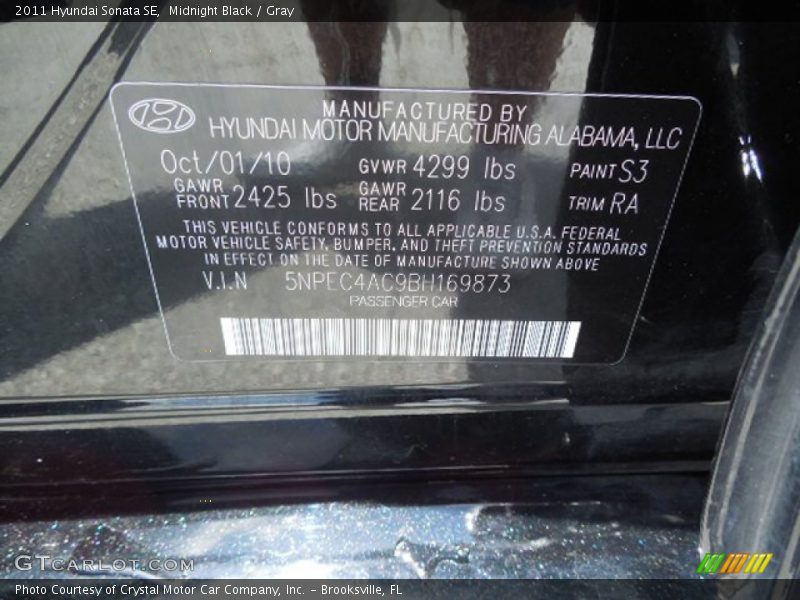 2011 Hyundai Sonata SE, Midnight Black / Gray
MANUFACTURED BY
HYUNDAI MOTOR MANUFACTURING ALABAMA, LLC
Oct/01/10 GVWR 4299 lbs PAINT S3
GAWR FRONT 2425 lbs GAWR REAR 2116 lbs TRIM RA
THIS VEHICLE CONFORMS TO ALL APPLICABLE U.S.A. FEDERAL
MOTOR VEHICLE SAFETY, BUMPER, AND THEFT PREVENTION STANDARDS
IN EFFECT ON THE DATE OF MANUFACTURE SHOWN ABOVE
V.I.N 5NPEC4AC9BH169873
PASSENGER CAR
GTCARLOT.COM
Photo Courtesy of Crystal Motor Car Company, Inc. – Brooksville, FL